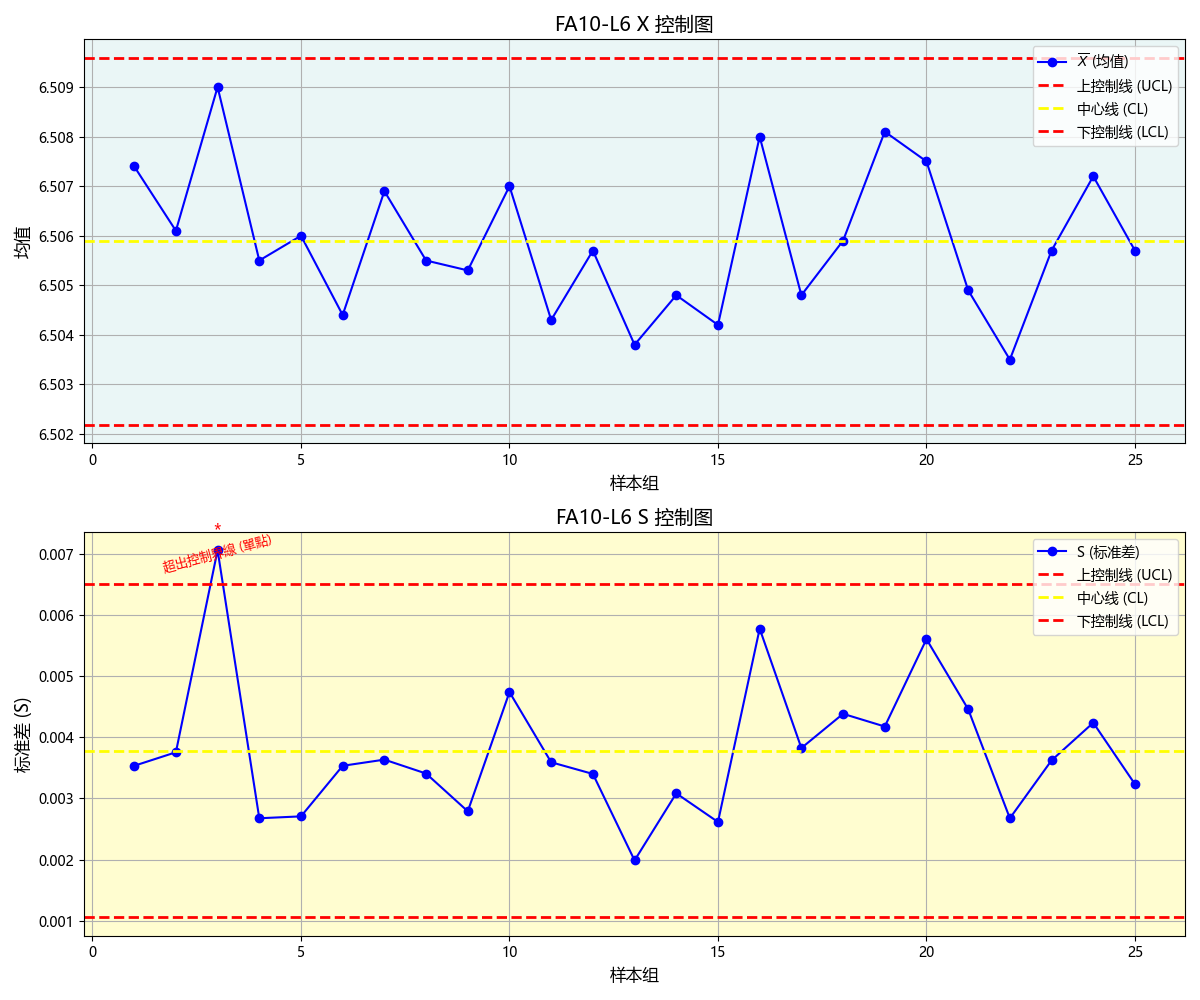 FA10-L6 X 控制图
X̅ (均值)
上控制线 (UCL)
中心线 (CL)
下控制线 (LCL)
均值
6.509
6.508
6.507
6.506
6.505
6.504
6.503
6.502
0 5 10 15 20 25
样本组
FA10-L6 S 控制图
*
超出控制界線 (單點)
S (标准差)
上控制线 (UCL)
中心线 (CL)
下控制线 (LCL)
标准差 (S)
0.007
0.006
0.005
0.004
0.003
0.002
0.001
0 5 10 15 20 25
样本组